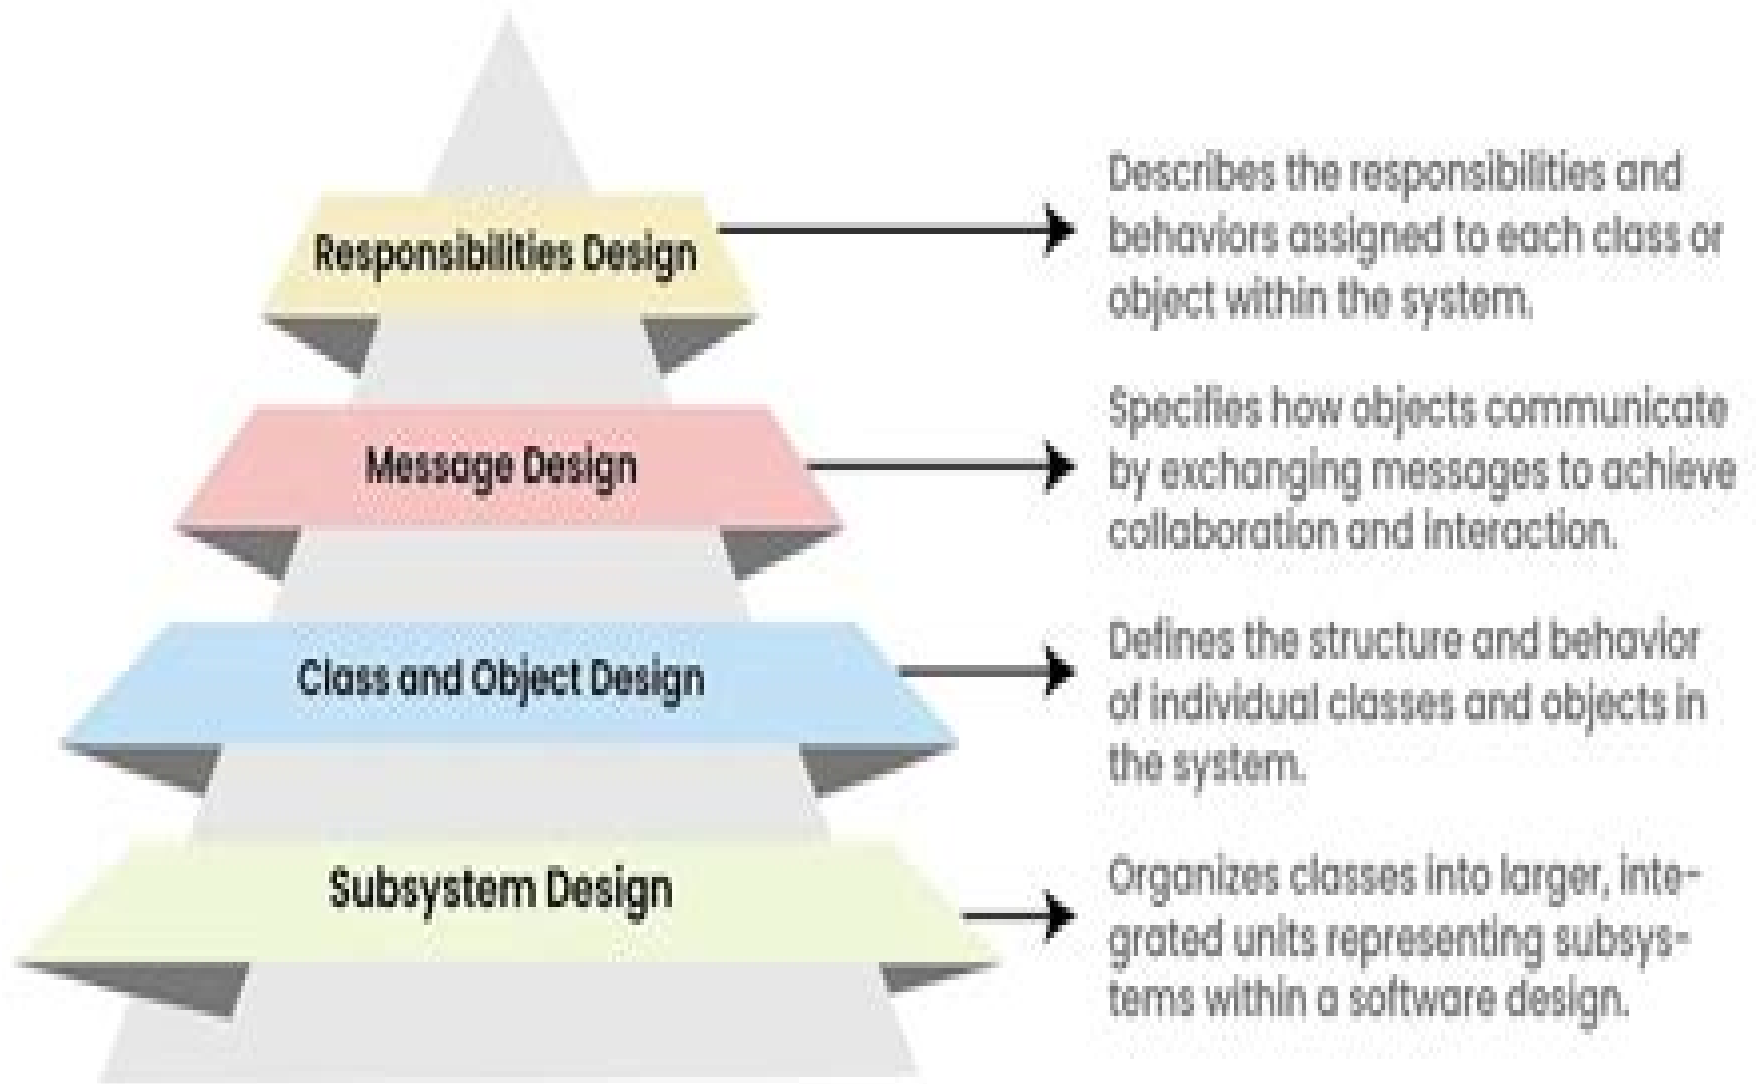 Responsibilities Design
Describes the responsibilities and
behaviors assigned to each class or
object within the system.
Message Design
Specifies how objects communicate
by exchanging messages to achieve
collaboration and interaction.
Class and Object Design
Defines the structure and behavior
of individual classes and objects in
the system.
Subsystem Design
Organizes classes into larger, inte-
grated units representing subsys-
tems within a software design.